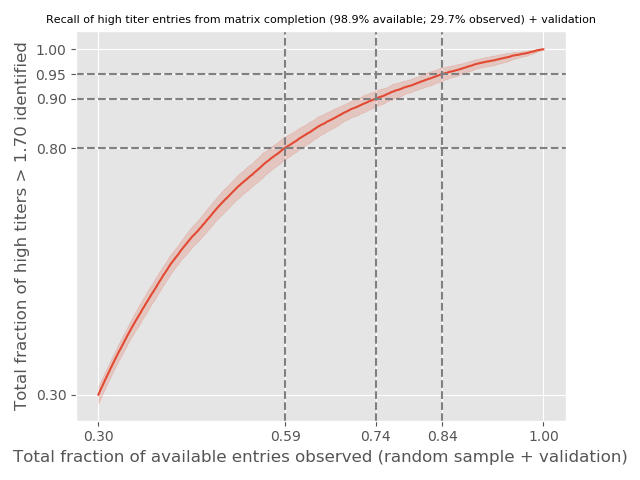 Recall of high titer entries from matrix completion (98.9% available; 29.7% observed) + validation
Total fraction of high titers > 1.70 identified
1.00
0.95
0.90
0.80
0.30
0.30 0.59 0.74 0.84 1.00
Total fraction of available entries observed (random sample + validation)